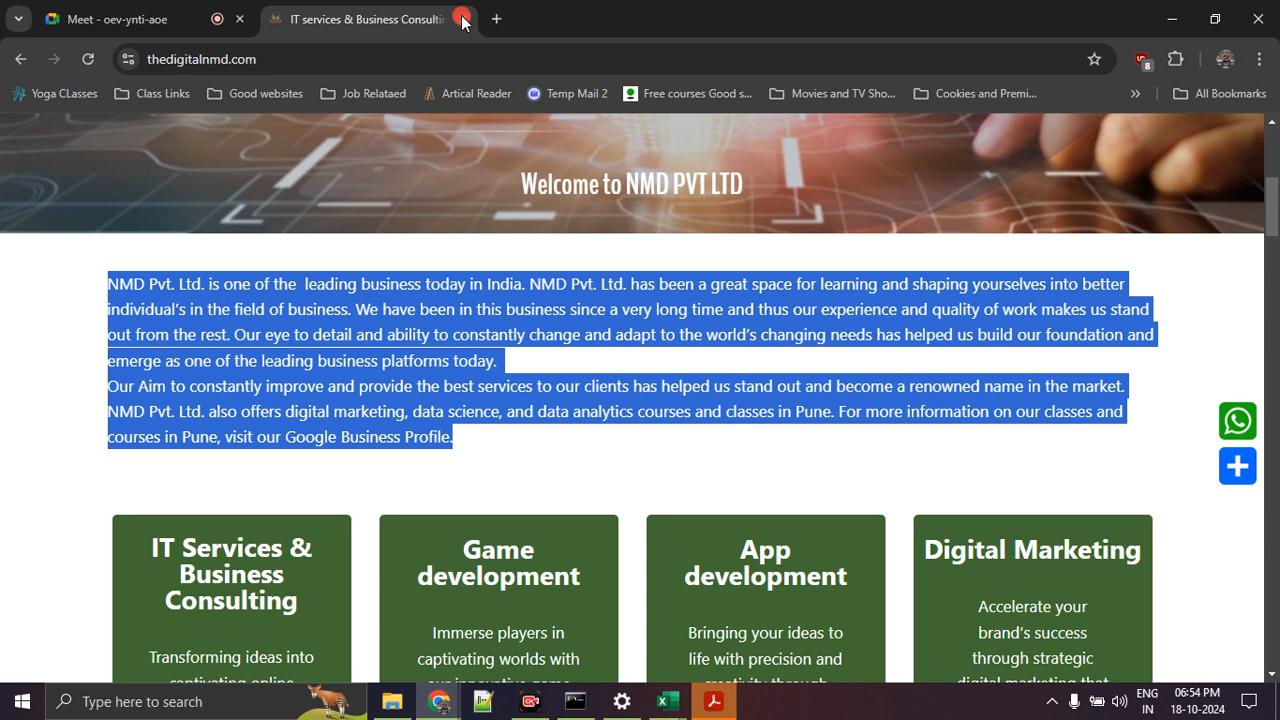 Meet - oev-ynti-aoe
IT services & Business Consultin
thedigitalnmd.com
8
Yoga CLasses
Class Links
Good websites
Job Relataed
Artical Reader
Temp Mail 2
Free courses Good s...
Movies and TV Sho...
Cookies and Premi...
All Bookmarks
Welcome to NMD PVT LTD
NMD Pvt. Ltd. is one of the leading business today in India. NMD Pvt. Ltd. has been a great space for learning and shaping yourselves into better
individual's in the field of business. We have been in this business since a very long time and thus our experience and quality of work makes us stand
out from the rest. Our eye to detail and ability to constantly change and adapt to the world's changing needs has helped us build our foundation and
emerge as one of the leading business platforms today.
Our Aim to constantly improve and provide the best services to our clients has helped us stand out and become a renowned name in the market.
NMD Pvt. Ltd. also offers digital marketing, data science, and data analytics courses and classes in Pune. For more information on our classes and
courses in Pune, visit our Google Business Profile.
IT Services &
Business
Consulting
Transforming ideas into
captivating online
Game
development
Immerse players in
captivating worlds with
our innovative game
App
development
Bringing your ideas to
life with precision and
creativity through
Digital Marketing
Accelerate your
brand's success
through strategic
digital marketing that
Type here to search
ENG
IN
06:54 PM
18-10-2024